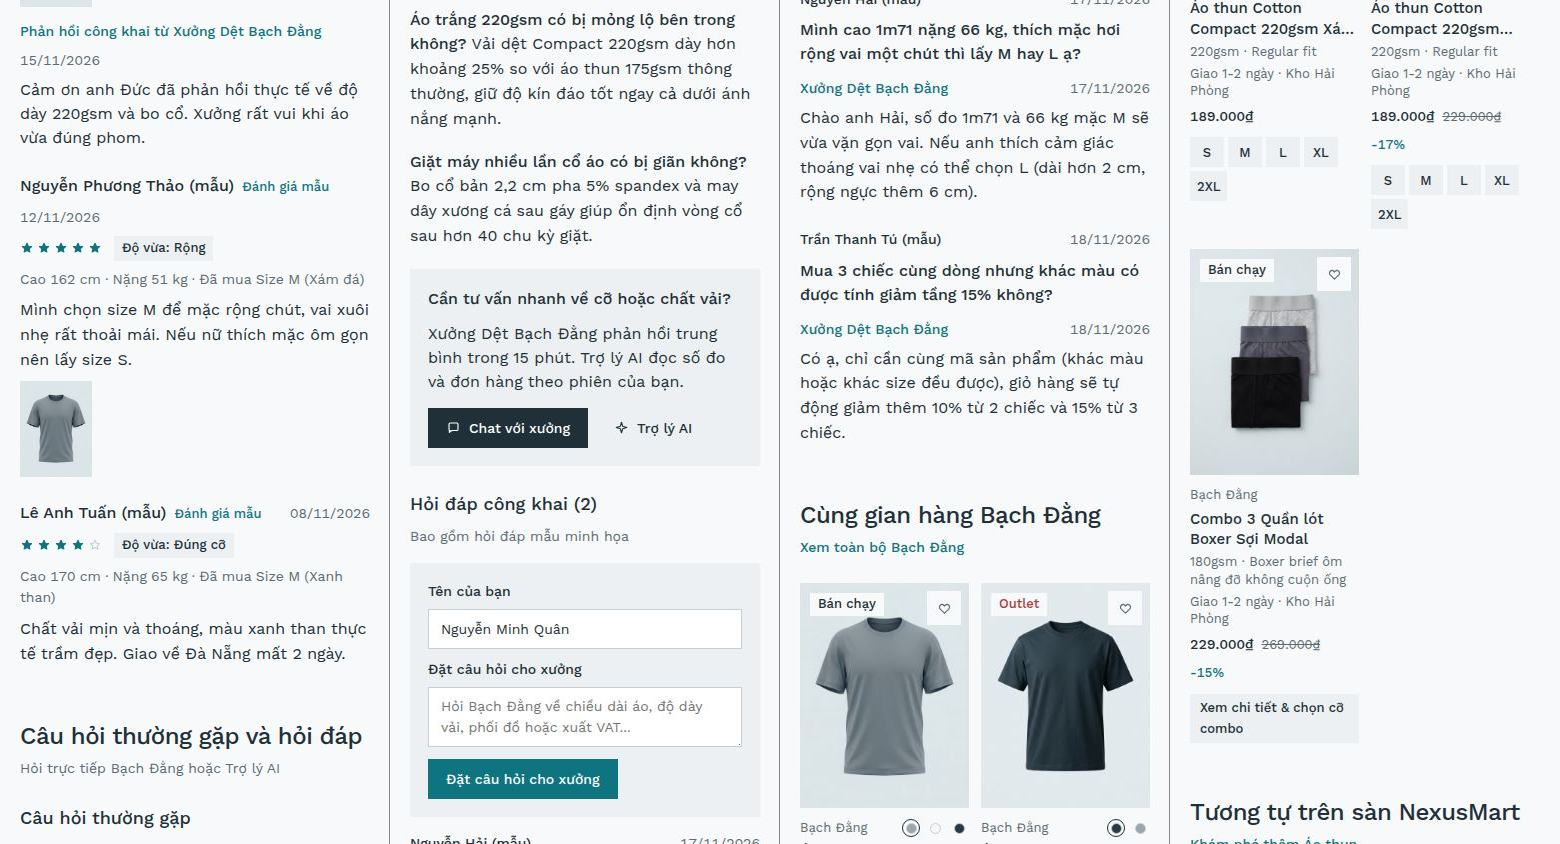 Phản hồi công khai từ Xưởng Dệt Bạch Đằng
15/11/2026
Cảm ơn anh Đức đã phản hồi thực tế về độ
dày 220gsm và bo cổ. Xưởng rất vui khi áo
vừa đúng phom.
Nguyễn Phương Thảo (mẫu) Đánh giá mẫu
12/11/2026
Độ vừa: Rộng
Cao 162 cm · Nặng 51 kg · Đã mua Size M (Xám đá)
Mình chọn size M để mặc rộng chút, vai xuôi
nhẹ rất thoải mái. Nếu nữ thích mặc ôm gọn
nên lấy size S.
Lê Anh Tuấn (mẫu) Đánh giá mẫu 08/11/2026
Độ vừa: Đúng cỡ
Cao 170 cm · Nặng 65 kg · Đã mua Size M (Xanh
than)
Chất vải mịn và thoáng, màu xanh than thực
tế trầm đẹp. Giao về Đà Nẵng mất 2 ngày.
Câu hỏi thường gặp và hỏi đáp
Hỏi trực tiếp Bạch Đằng hoặc Trợ lý AI
Câu hỏi thường gặp
Áo trắng 220gsm có bị mỏng lộ bên trong
không? Vải dệt Compact 220gsm dày hơn
khoảng 25% so với áo thun 175gsm thông
thường, giữ độ kín đáo tốt ngay cả dưới ánh
nắng mạnh.
Giặt máy nhiều lần cổ áo có bị giãn không?
Bo cổ bản 2,2 cm pha 5% spandex và may
dây xương cá sau gáy giúp ổn định vòng cổ
sau hơn 40 chu kỳ giặt.
Cần tư vấn nhanh về cỡ hoặc chất vải?
Xưởng Dệt Bạch Đằng phản hồi trung
bình trong 15 phút. Trợ lý AI đọc số đo
và đơn hàng theo phiên của bạn.
Chat với xưởng
Trợ lý AI
Hỏi đáp công khai (2)
Bao gồm hỏi đáp mẫu minh họa
Tên của bạn
Nguyễn Minh Quân
Đặt câu hỏi cho xưởng
Hỏi Bạch Đằng về chiều dài áo, độ dày
vải, phối đồ hoặc xuất VAT...
Đặt câu hỏi cho xưởng
Nguyễn Hải (mẫu) 17/11/2026
Nguyễn Hải (mẫu) 17/11/2026
Mình cao 1m71 nặng 66 kg, thích mặc hơi
rộng vai một chút thì lấy M hay L ạ?
Xưởng Dệt Bạch Đằng 17/11/2026
Chào anh Hải, số đo 1m71 và 66 kg mặc M sẽ
vừa vặn gọn vai. Nếu anh thích cảm giác
thoáng vai nhẹ có thể chọn L (dài hơn 2 cm,
rộng ngực thêm 6 cm).
Trần Thanh Tú (mẫu) 18/11/2026
Mua 3 chiếc cùng dòng nhưng khác màu có
được tính giảm tầng 15% không?
Xưởng Dệt Bạch Đằng 18/11/2026
Có ạ, chỉ cần cùng mã sản phẩm (khác màu
hoặc khác size đều được), giỏ hàng sẽ tự
động giảm thêm 10% từ 2 chiếc và 15% từ 3
chiếc.
Cùng gian hàng Bạch Đằng
Xem toàn bộ Bạch Đằng
Bán chạy
Outlet
Bạch Đằng
Bạch Đằng
Áo thun Cotton
Compact 220gsm Xá...
220gsm · Regular fit
Giao 1-2 ngày · Kho Hải
Phòng
189.000₫
S M L XL
2XL
Áo thun Cotton
Compact 220gsm...
220gsm · Regular fit
Giao 1-2 ngày · Kho Hải
Phòng
189.000₫ 229.000₫
-17%
S M L XL
2XL
Bán chạy
Bạch Đằng
Combo 3 Quần lót
Boxer Sợi Modal
180gsm · Boxer brief ôm
nâng đỡ không cuộn ống
Giao 1-2 ngày · Kho Hải
Phòng
229.000₫ 269.000₫
-15%
Xem chi tiết & chọn cỡ
combo
Tương tự trên sàn NexusMart
Khám phá thêm Áo thun